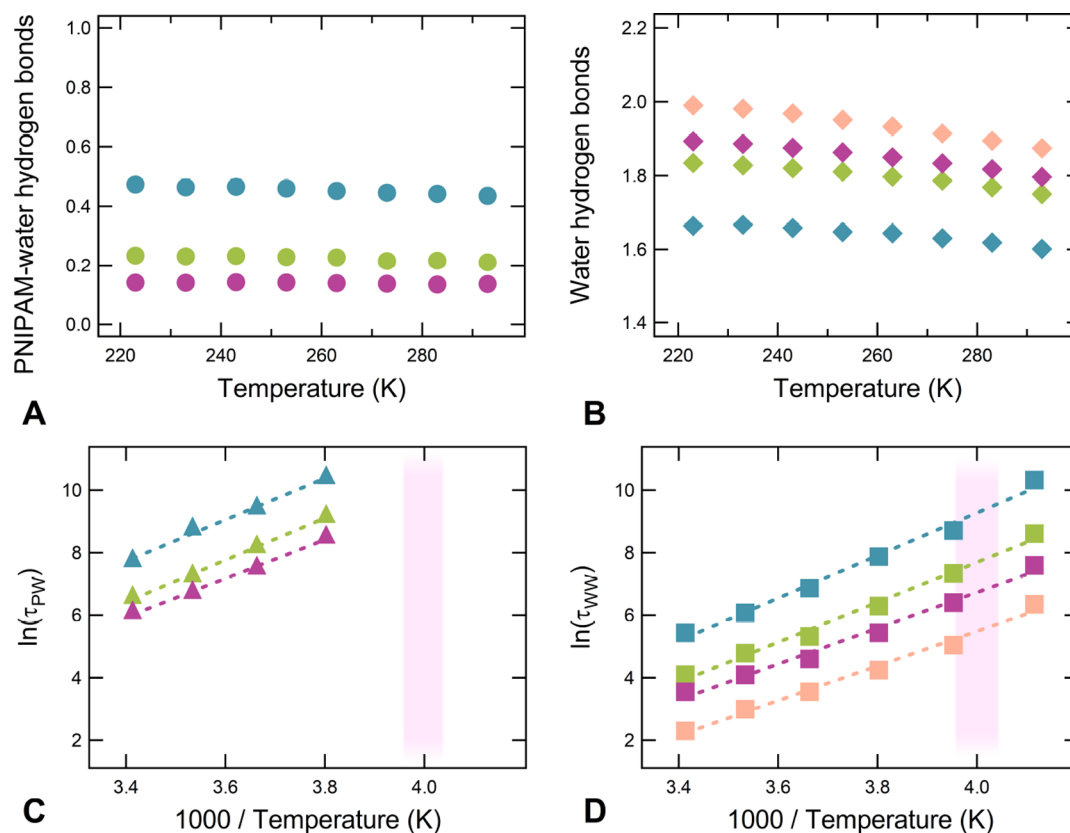 PNIPAM-water hydrogen bonds
1.0
0.8
0.6
0.4
0.2
0.0
220 240 260 280
Temperature (K)
A
Water hydrogen bonds
2.2
2.0
1.8
1.6
1.4
220 240 260 280
Temperature (K)
B
ln(τPW)
10
8
6
4
2
3.4 3.6 3.8 4.0
1000 / Temperature (K)
C
ln(τWW)
10
8
6
4
2
3.4 3.6 3.8 4.0
1000 / Temperature (K)
D